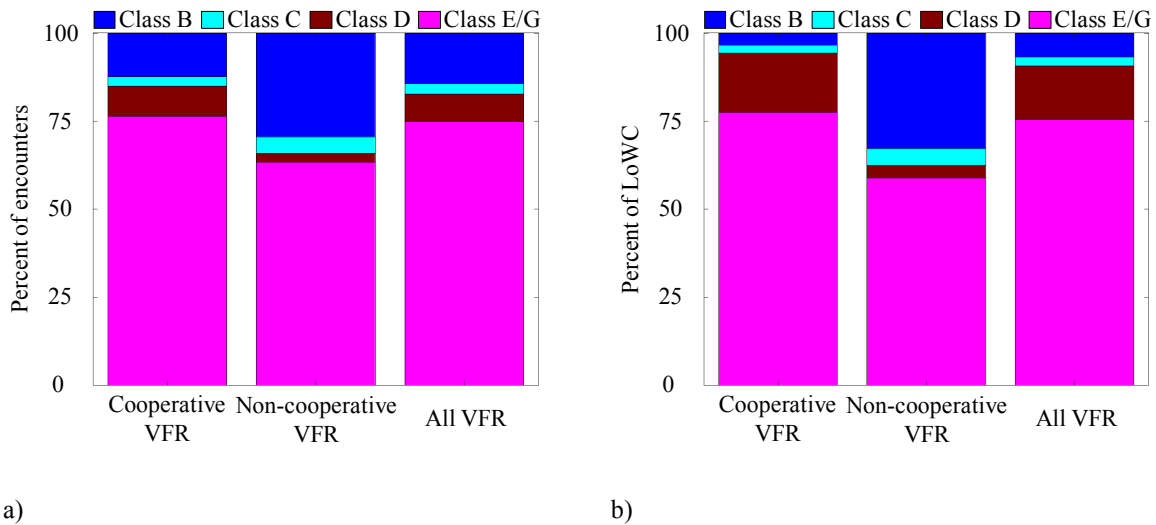 Class B Class C Class D Class E/G
100
75
50
25
0
Percent of encounters
Cooperative
VFR
Non-cooperative
VFR
All VFR
a)
Class B Class C Class D Class E/G
100
75
50
25
0
Percent of LoWC
Cooperative
VFR
Non-cooperative
VFR
All VFR
b)